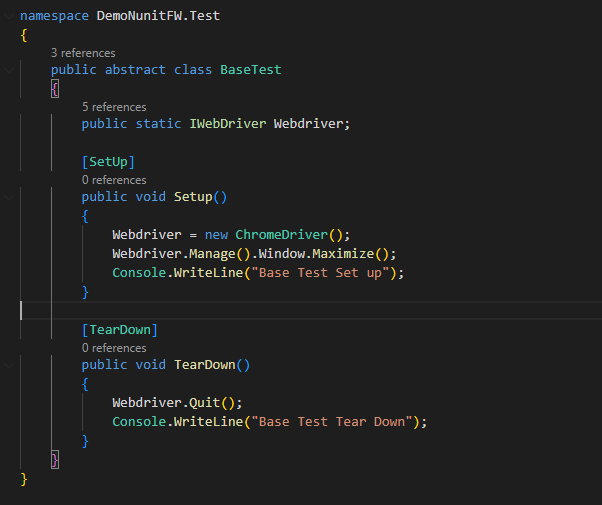 namespace DemoNunitFW.Test
{
3 references
public abstract class BaseTest
{
5 references
public static IWebDriver Webdriver;
[SetUp]
0 references
public void Setup()
{
Webdriver = new ChromeDriver();
Webdriver.Manage().Window.Maximize();
Console.WriteLine("Base Test Set up");
}
[TearDown]
0 references
public void TearDown()
{
Webdriver.Quit();
Console.WriteLine("Base Test Tear Down");
}
}
}